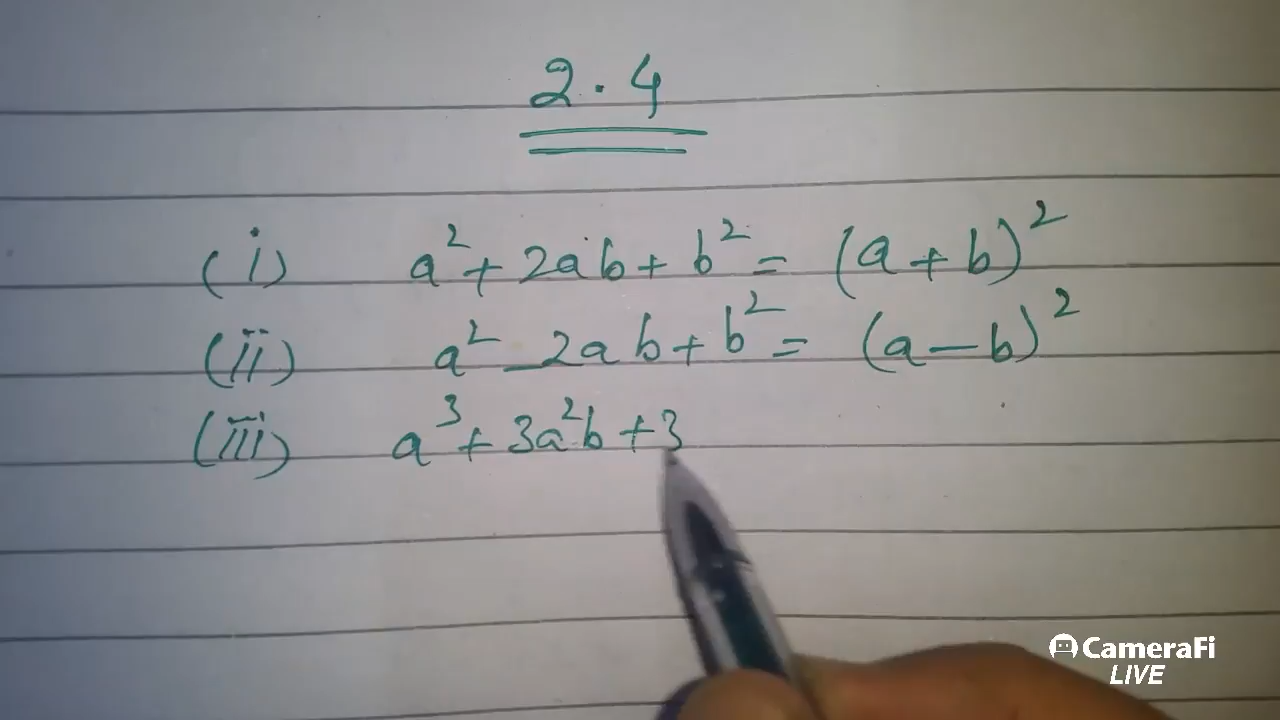 2.4
(i) a² + 2ab + b² = (a + b)²
(ii) a² - 2ab + b² = (a - b)²
(iii) a³ + 3a²b + 3
CameraFi
LIVE